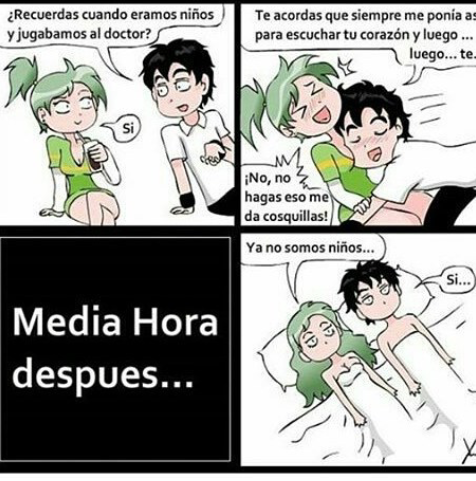 ¿Recuerdas cuando eramos niños
y jugabamos al doctor?
Si
Te acordas que siempre me ponía as
para escuchar tu corazón y luego ...
luego... te.
¡No, no
hagas eso me
da cosquillas!
Media Hora
despues...
Ya no somos niños...
Si...